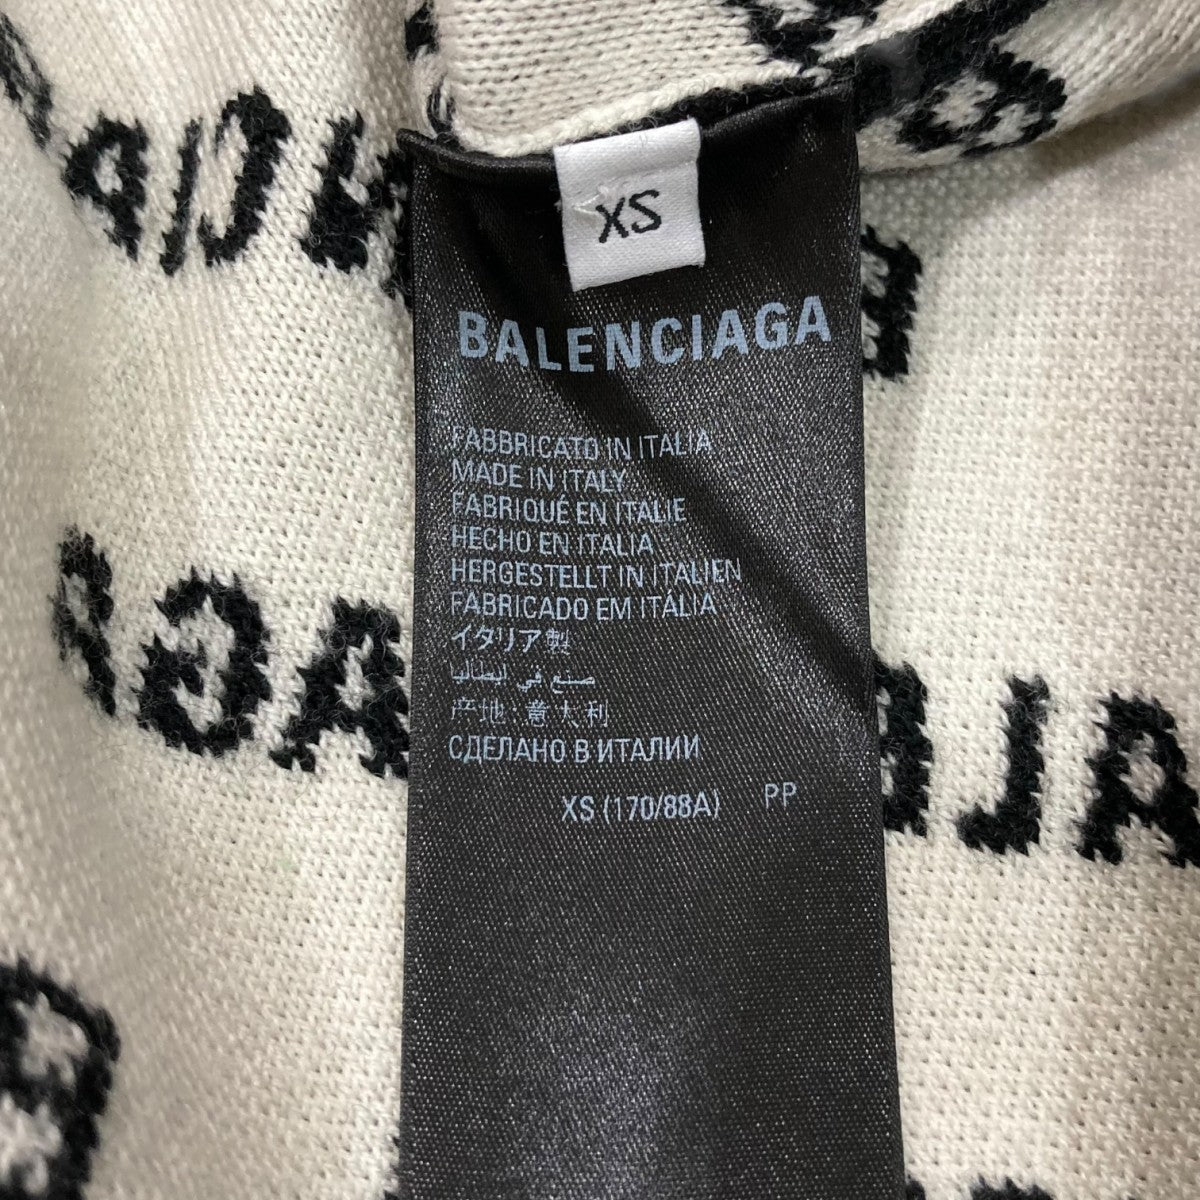 XS
BALENCIAGA
FABBRICATO IN ITALIA
MADE IN ITALY
FABRIQUÉ EN ITALIE
HECHO EN ITALIA
HERGESTELLT IN ITALIEN
FABRICADO EM ITÁLIA
イタリア製
صنع في إيطاليا
产地：意大利
СДЕЛАНО В ИТАЛИИ
XS (170/88A) PP